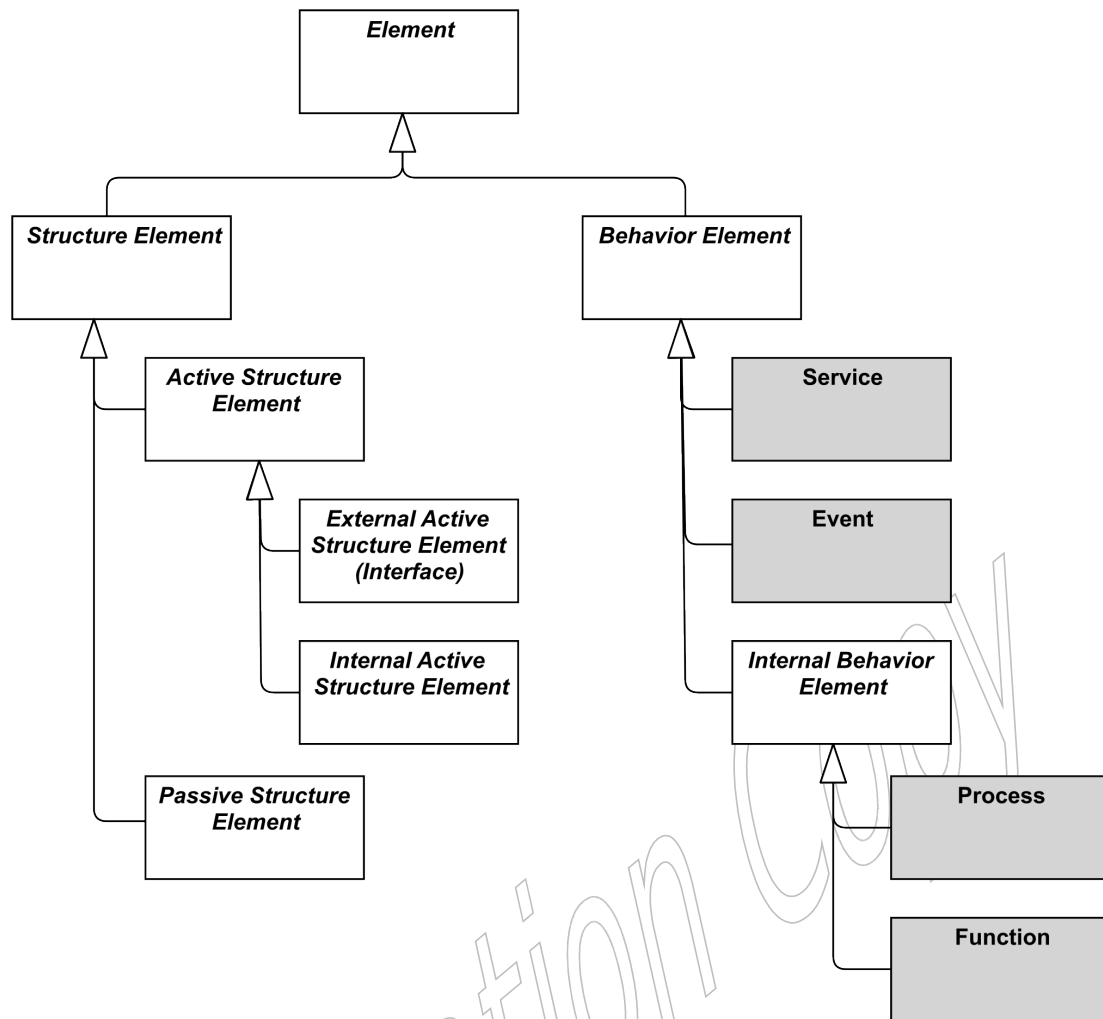 Element
Structure Element
Behavior Element
Active Structure
Element
Service
External Active
Structure Element
(Interface)
Event
Internal Active
Structure Element
Internal Behavior
Element
Passive Structure
Element
Process
Function